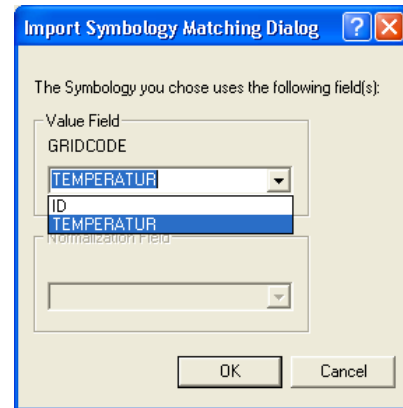 Import Symbology Matching Dialog
The Symbology you chose uses the following field(s):
Value Field
GRIDCODE
TEMPERATUR
ID
TEMPERATUR
Normalization Field
OK Cancel